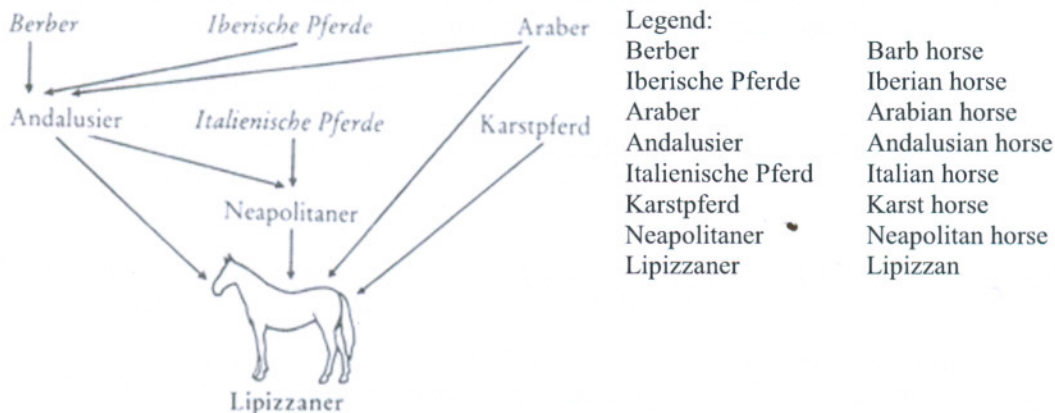 Berber Iberische Pferde Araber
Andalusier Italienische Pferde Karstpferd
Neapolitaner
Lipizzaner
Legend:
Berber Barb horse
Iberische Pferde Iberian horse
Araber Arabian horse
Andalusier Andalusian horse
Italienische Pferd Italian horse
Karstpferd Karst horse
Neapolitaner Neapolitan horse
Lipizzaner Lipizzan